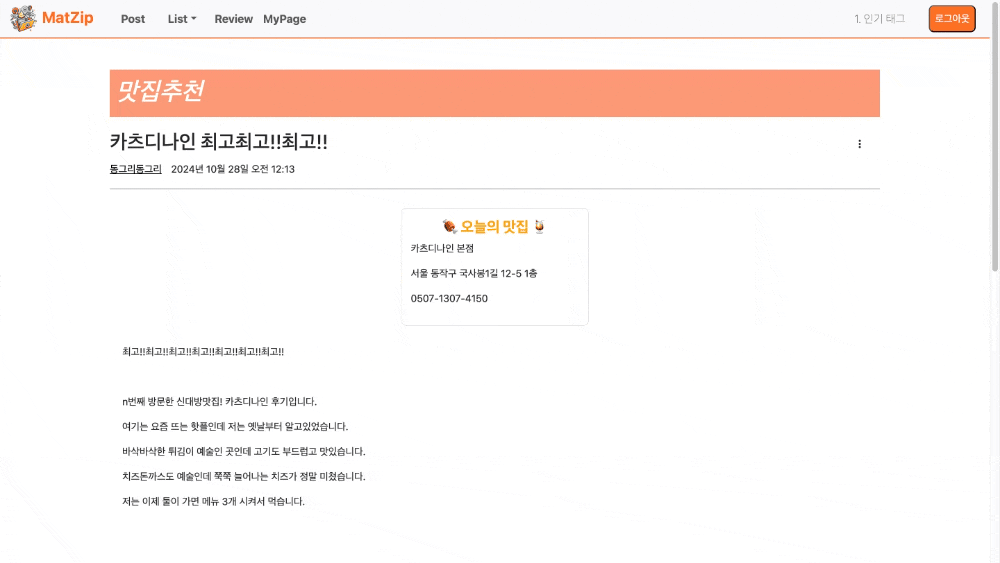 MatZip Post List Review MyPage 1. 인기 태그 로그아웃
맛집추천
카츠디나인 최고최고!!최고!!
동그리동그리 2024년 10월 28일 오전 12:13
오늘의 맛집
카츠디나인 본점
서울 동작구 국사봉1길 12-5 1층
0507-1307-4150
최고!!최고!!최고!!최고!!최고!!최고!!최고!!
n번째 방문한 신대방맛집! 카츠디나인 후기입니다.
여기는 요즘 뜨는 핫플인데 저는 옛날부터 알고있었습니다.
바삭바삭한 튀김이 예술인 곳인데 고기도 부드럽고 맛있습니다.
치즈돈까스도 예술인데 쭉쭉 늘어나는 치즈가 정말 미쳤습니다.
저는 이제 둘이 가면 메뉴 3개 시켜서 먹습니다.